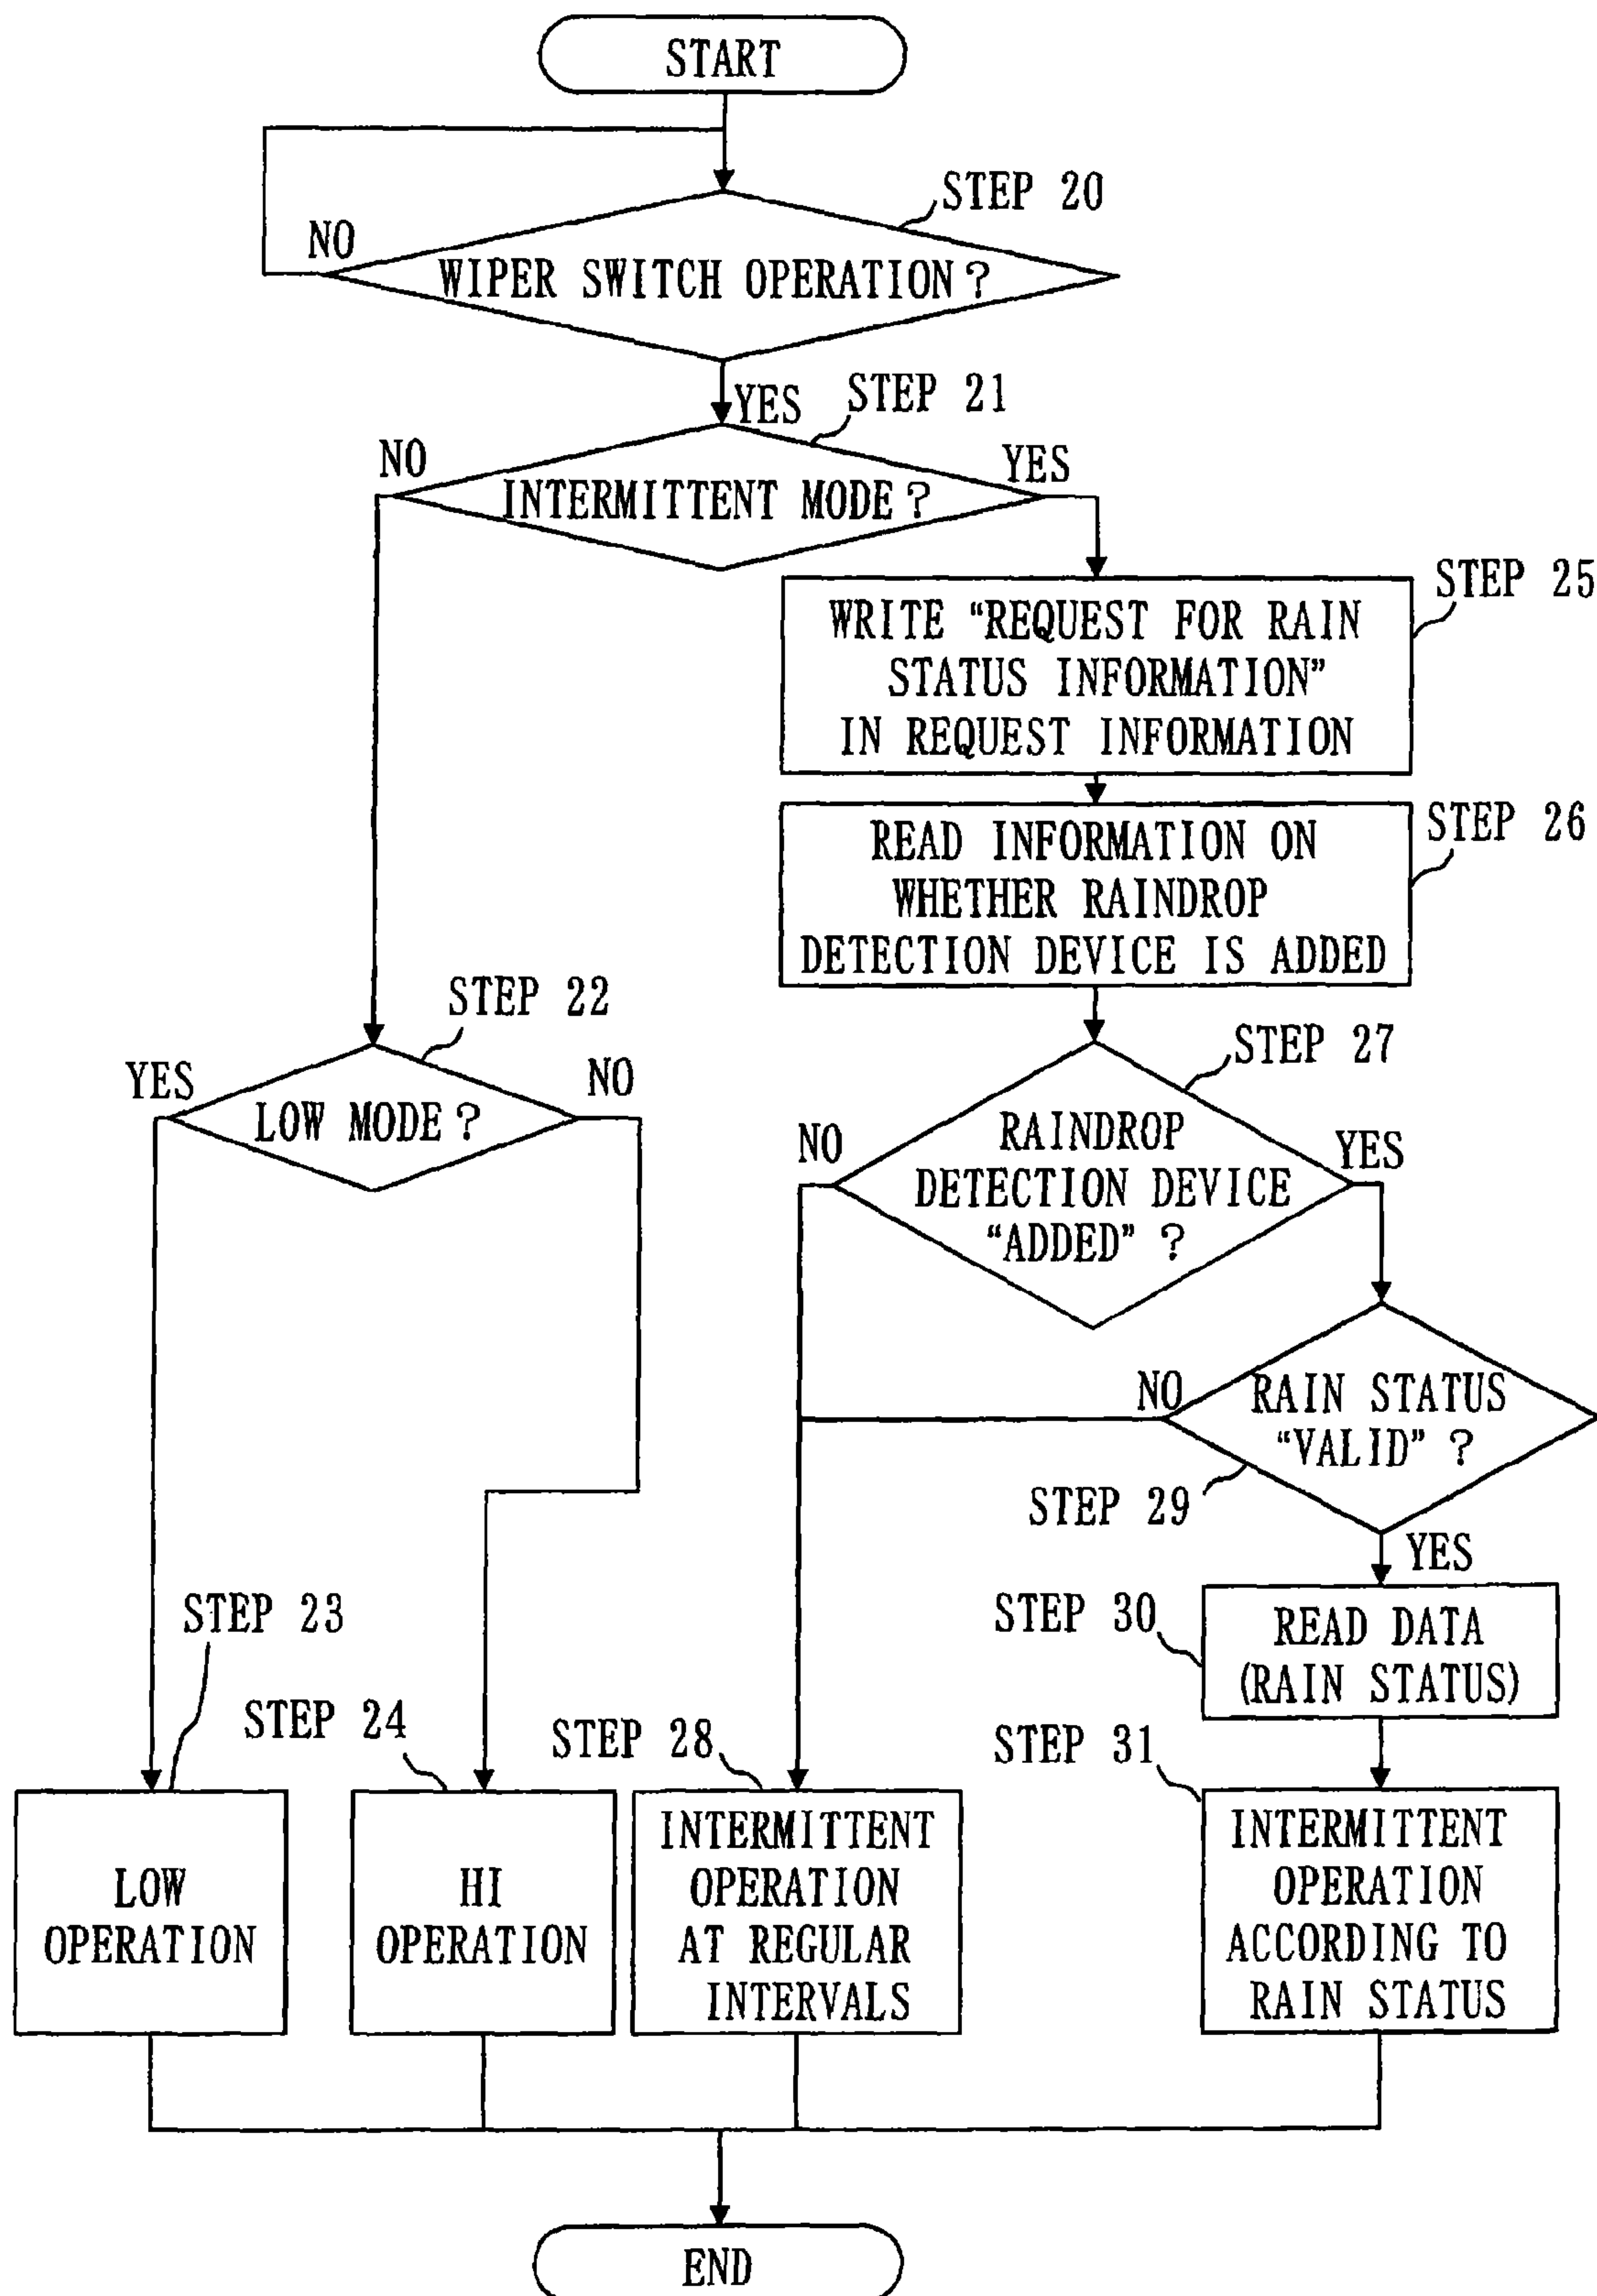 START
STEP 20
NO
WIPER SWITCH OPERATION?
YES
STEP 21
NO
YES
INTERMITTENT MODE?
STEP 25
WRITE “REQUEST FOR RAIN
STATUS INFORMATION”
IN REQUEST INFORMATION
STEP 26
READ INFORMATION ON
WHETHER RAINDROP
DETECTION DEVICE IS ADDED
STEP 22
YES
NO
LOW MODE?
STEP 27
NO
YES
RAINDROP
DETECTION DEVICE
“ADDED” ?
NO
RAIN STATUS
“VALID” ?
STEP 29
YES
STEP 23
STEP 30
READ DATA
(RAIN STATUS)
STEP 24
STEP 28
STEP 31
LOW
OPERATION
HI
OPERATION
INTERMITTENT
OPERATION
AT REGULAR
INTERVALS
INTERMITTENT
OPERATION
ACCORDING TO
RAIN STATUS
END